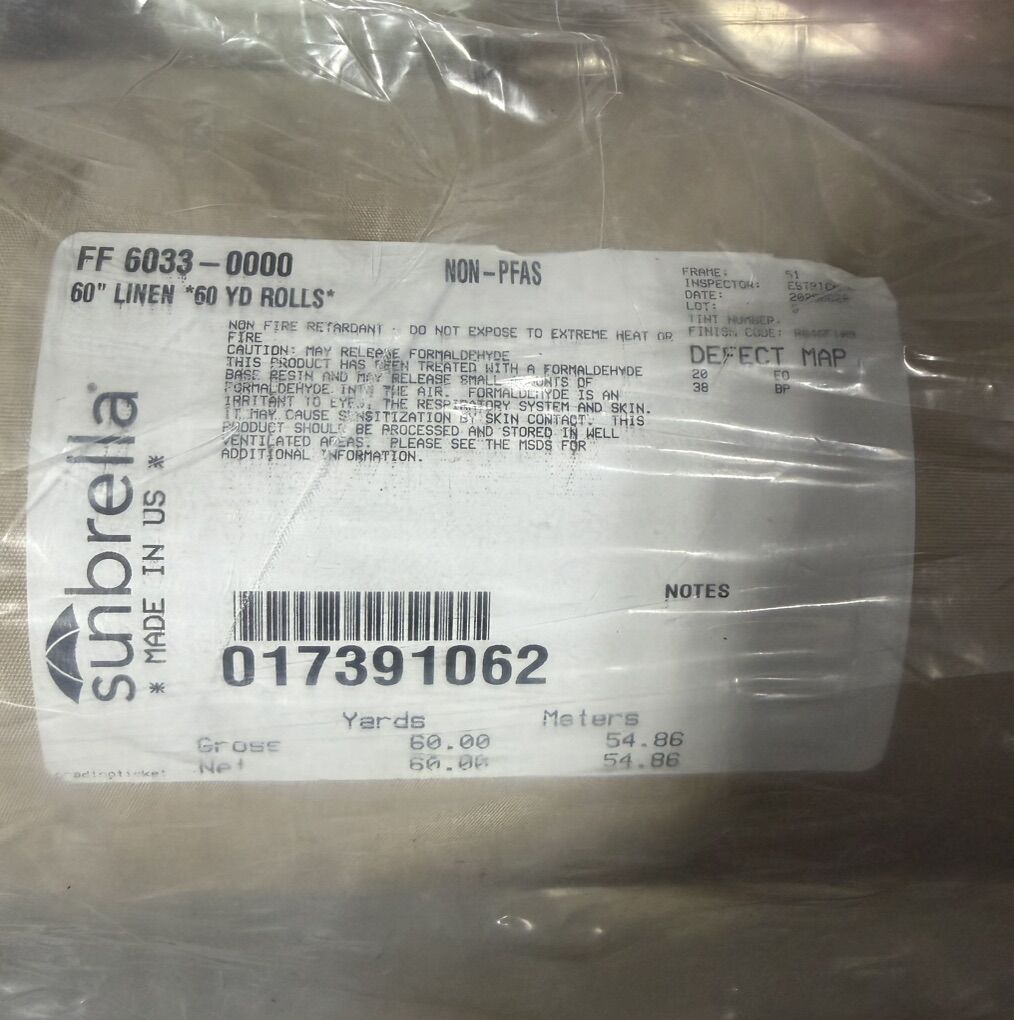 FF 6033-0000
60" LINEN *60 YD ROLLS*
NON-PFAS
FRAME: 51
INSPECTOR:
DATE:
LOT:
TINT NUMBER.
FINISH CODE:
NON FIRE RETARDANT - DO NOT EXPOSE TO EXTREME HEAT OR
FIRE
CAUTION: MAY RELEASE FORMALDEHYDE
THIS PRODUCT HAS BEEN TREATED WITH A FORMALDEHYDE
BASE RESIN AND MAY RELEASE SMALL AMOUNTS OF
FORMALDEHYDE INTO THE AIR. FORMALDEHYDE IS AN
IRRITANT TO EYES, THE RESPIRATORY SYSTEM AND SKIN.
IT MAY CAUSE SENSITIZATION BY SKIN CONTACT. THIS
PRODUCT SHOULD BE PROCESSED AND STORED IN WELL
VENTILATED AREAS. PLEASE SEE THE MSDS FOR
ADDITIONAL INFORMATION.
DEFECT MAP
20 FO
38 BP
sunbrella
* MADE IN US *
NOTES
017391062
Yards Meters
Gross 60.00 54.86
Net 60.00 54.86